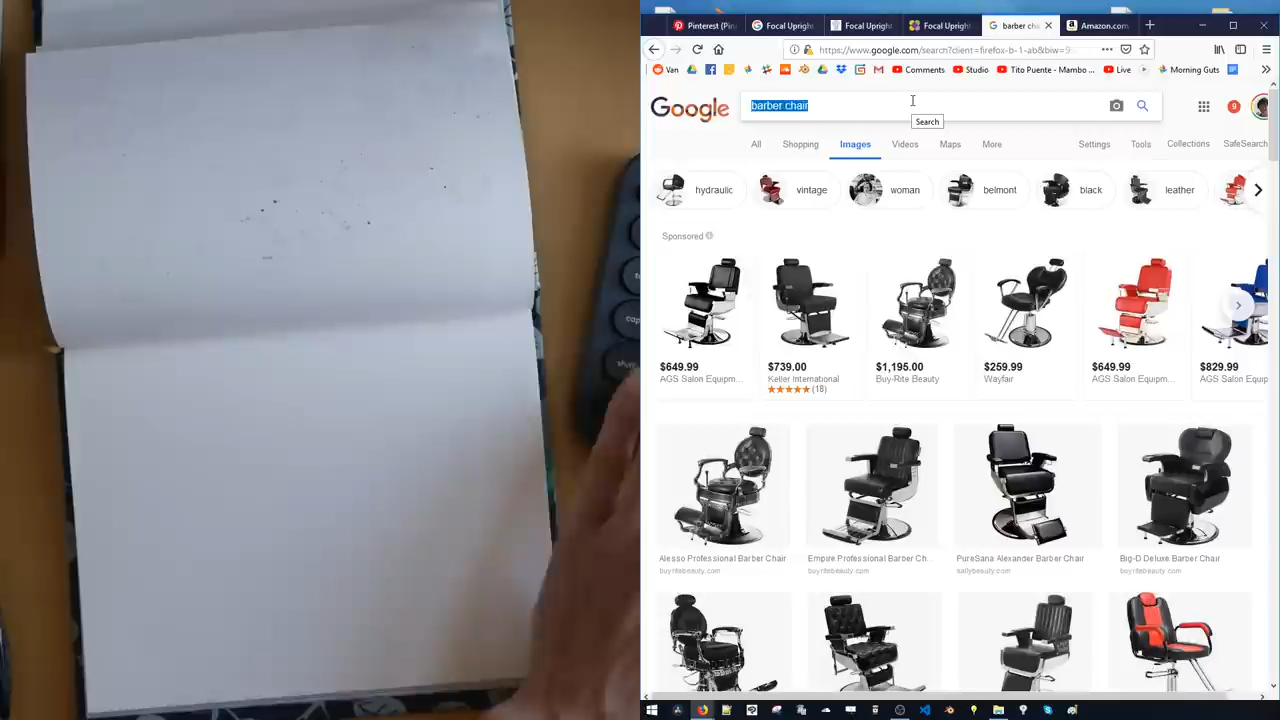 Pinterest (Pin
Focal Upright
Focal Upright
Focal Upright
barber chair
Amazon.com
https://www.google.com/search?client=firefox-b-1-ab&biw=9
Van
Comments
Studio
Tito Puente - Mambo ...
Live
Morning Guts
Google
barber chair
9
Search
All
Shopping
Images
Videos
Maps
More
Settings
Tools
Collections
SafeSearch
hydraulic
vintage
woman
belmont
black
leather
Sponsored
$649.99
AGS Salon Equipm...
$739.00
Keller International
(18)
$1,195.00
Buy-Rite Beauty
$259.99
Wayfair
$649.99
AGS Salon Equipm...
$829.99
AGS Salon Equip
Alesso Professional Barber Chair
buyritebeauty.com
Empire Professional Barber Ch...
buyritebeauty.com
PureSana Alexander Barber Chair
sallybeauty.com
Big-D Deluxe Barber Chair
buyritebeauty.com